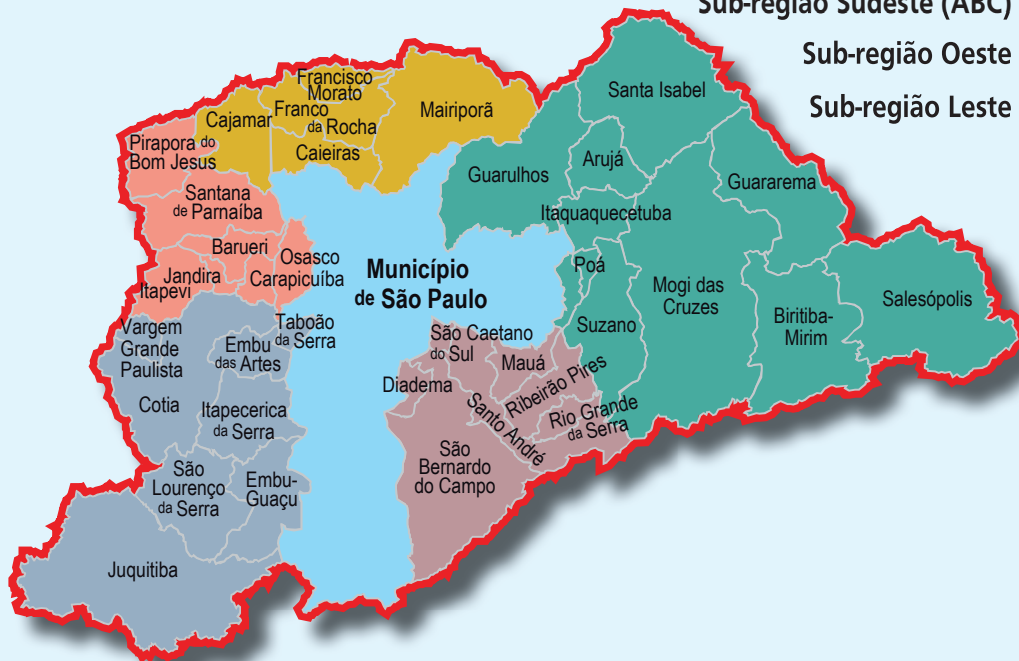 Sub-região Sudeste (ABC)
Sub-região Oeste
Sub-região Leste
Francisco
Morato
Franco
da Rocha
Cajamar
Mairiporã
Caieiras
Santa Isabel
Pirapora do
Bom Jesus
Arujá
Guarulhos
Guararema
Santana
de Parnaíba
Itaquaquecetuba
Barueri
Osasco
Jandira
Carapicuíba
Itapevi
Município
de São Paulo
Poá
Mogi das
Cruzes
Salesópolis
Biritiba-
Mirim
Suzano
Vargem
Grande
Paulista
Taboão
da Serra
Embu
das Artes
São Caetano
do Sul
Mauá
Ribeirão Pires
Diadema
Santo André
Rio Grande
da Serra
Cotia
Itapecerica
da Serra
São
Bernardo
do Campo
São
Lourenço
da Serra
Embu-
Guaçu
Juquitiba